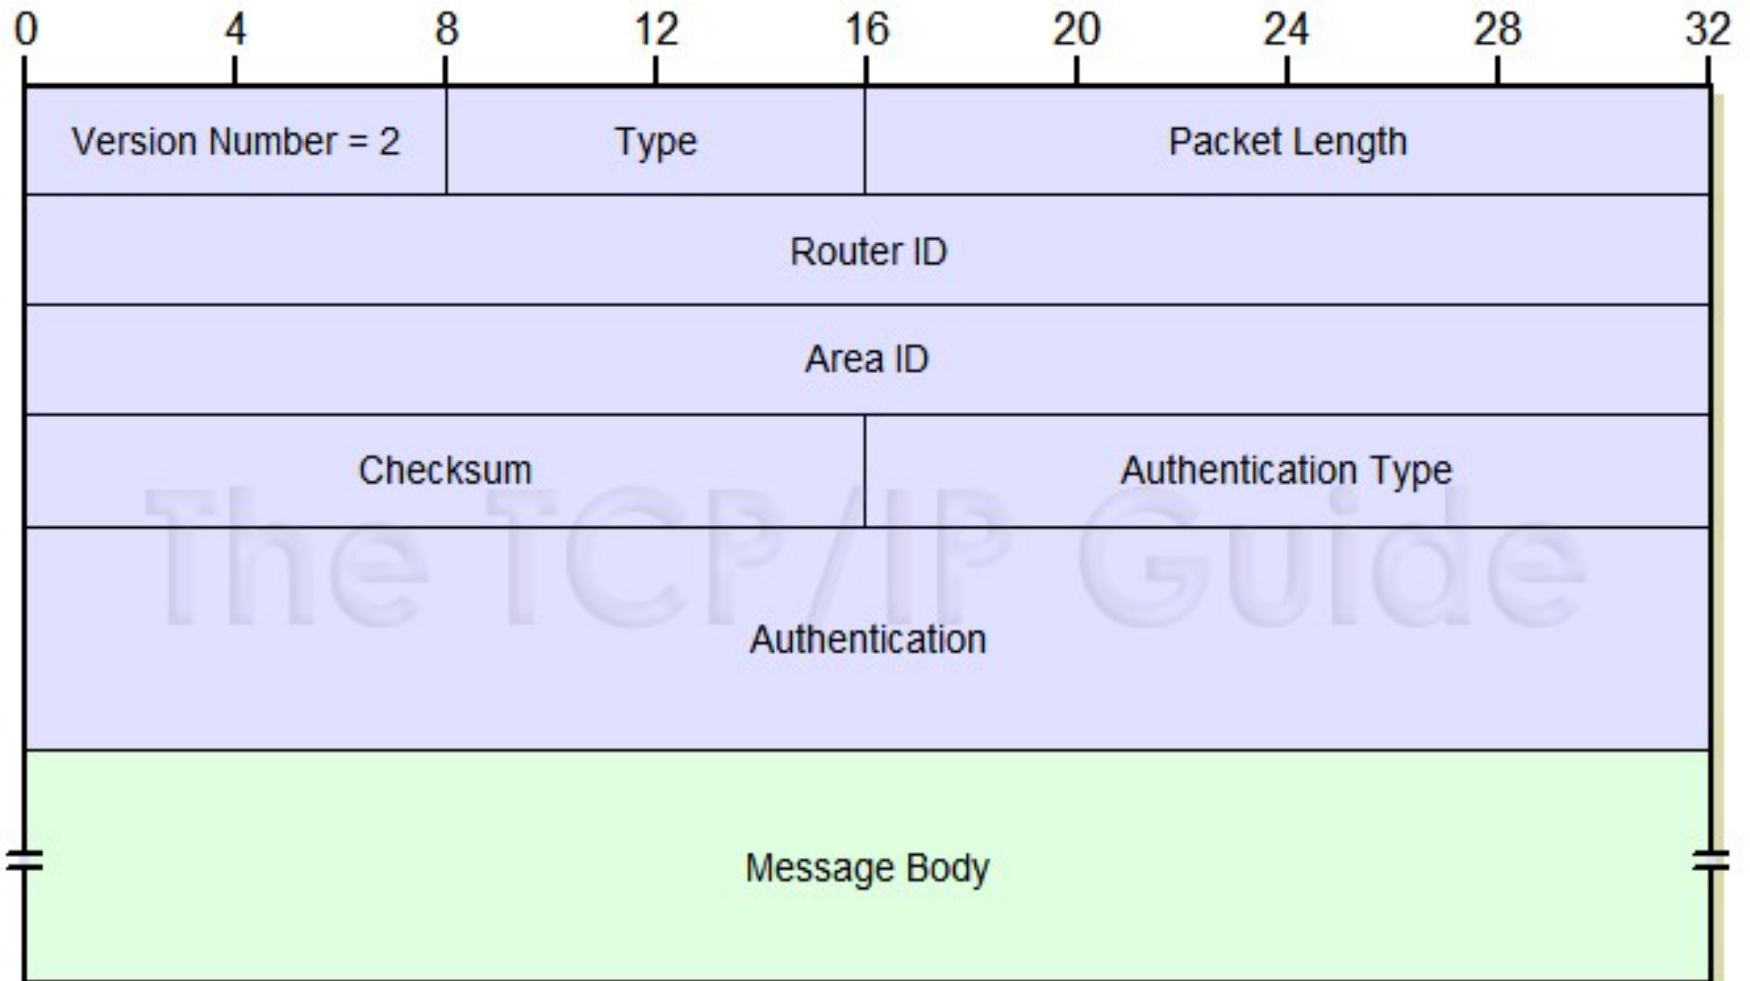 0 4 8 12 16 20 24 28 32
Version Number = 2 Type Packet Length
Router ID
Area ID
Checksum Authentication Type
The TCP/IP Guide
Authentication
Message Body